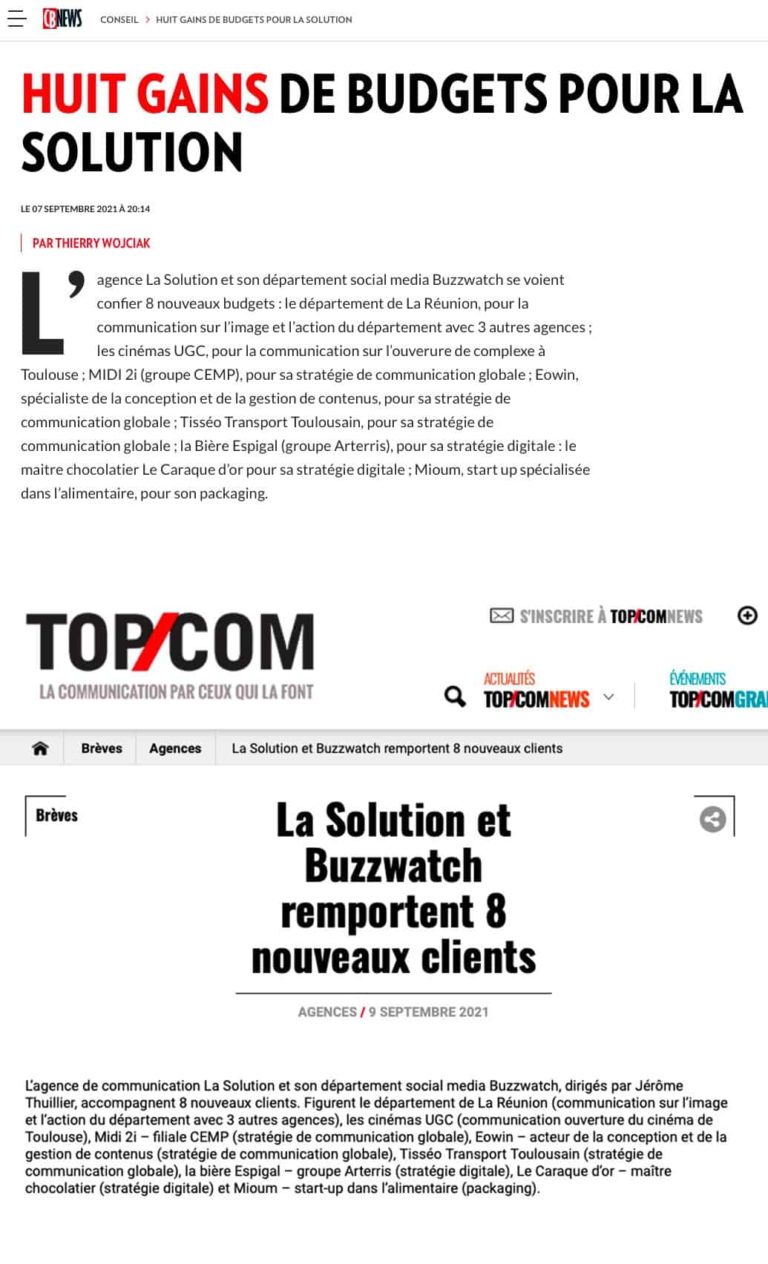 CBNEWS CONSEIL > HUIT GAINS DE BUDGETS POUR LA SOLUTION
HUIT GAINS DE BUDGETS POUR LA
SOLUTION
LE 07 SEPTEMBRE 2021 À 20:14
PAR THIERRY WOJCIAK
L’agence La Solution et son département social media Buzzwatch se voient
confier 8 nouveaux budgets : le département de La Réunion, pour la
communication sur l’image et l’action du département avec 3 autres agences ;
les cinémas UGC, pour la communication sur l’ouverure de complexe à
Toulouse ; MIDI 2i (groupe CEMP), pour sa stratégie de communication globale ; Eowin,
spécialiste de la conception et de la gestion de contenus, pour sa stratégie de
communication globale ; Tisséo Transport Toulousain, pour sa stratégie de
communication globale ; la Bière Espigal (groupe Arterris), pour sa stratégie digitale : le
maitre chocolatier Le Caraque d’or pour sa stratégie digitale ; Mioum, start up spécialisée
dans l’alimentaire, pour son packaging.
TOP/COM
LA COMMUNICATION PAR CEUX QUI LA FONT
S'INSCRIRE À TOP/COMNEWS
ACTUALITÉS
TOP/COMNEWS
ÉVÉNEMENTS
TOP/COMGRA
Brèves Agences La Solution et Buzzwatch remportent 8 nouveaux clients
Brèves
La Solution et
Buzzwatch
remportent 8
nouveaux clients
AGENCES / 9 SEPTEMBRE 2021
L’agence de communication La Solution et son département social media Buzzwatch, dirigés par Jérôme
Thuillier, accompagnent 8 nouveaux clients. Figurent le département de La Réunion (communication sur l’image
et l’action du département avec 3 autres agences), les cinémas UGC (communication ouverture du cinéma de
Toulouse), Midi 2i – filiale CEMP (stratégie de communication globale), Eowin – acteur de la conception et de la
gestion de contenus (stratégie de communication globale), Tisséo Transport Toulousain (stratégie de
communication globale), la bière Espigal – groupe Arterris (stratégie digitale), Le Caraque d’or – maître
chocolatier (stratégie digitale) et Mioum – start-up dans l’alimentaire (packaging).